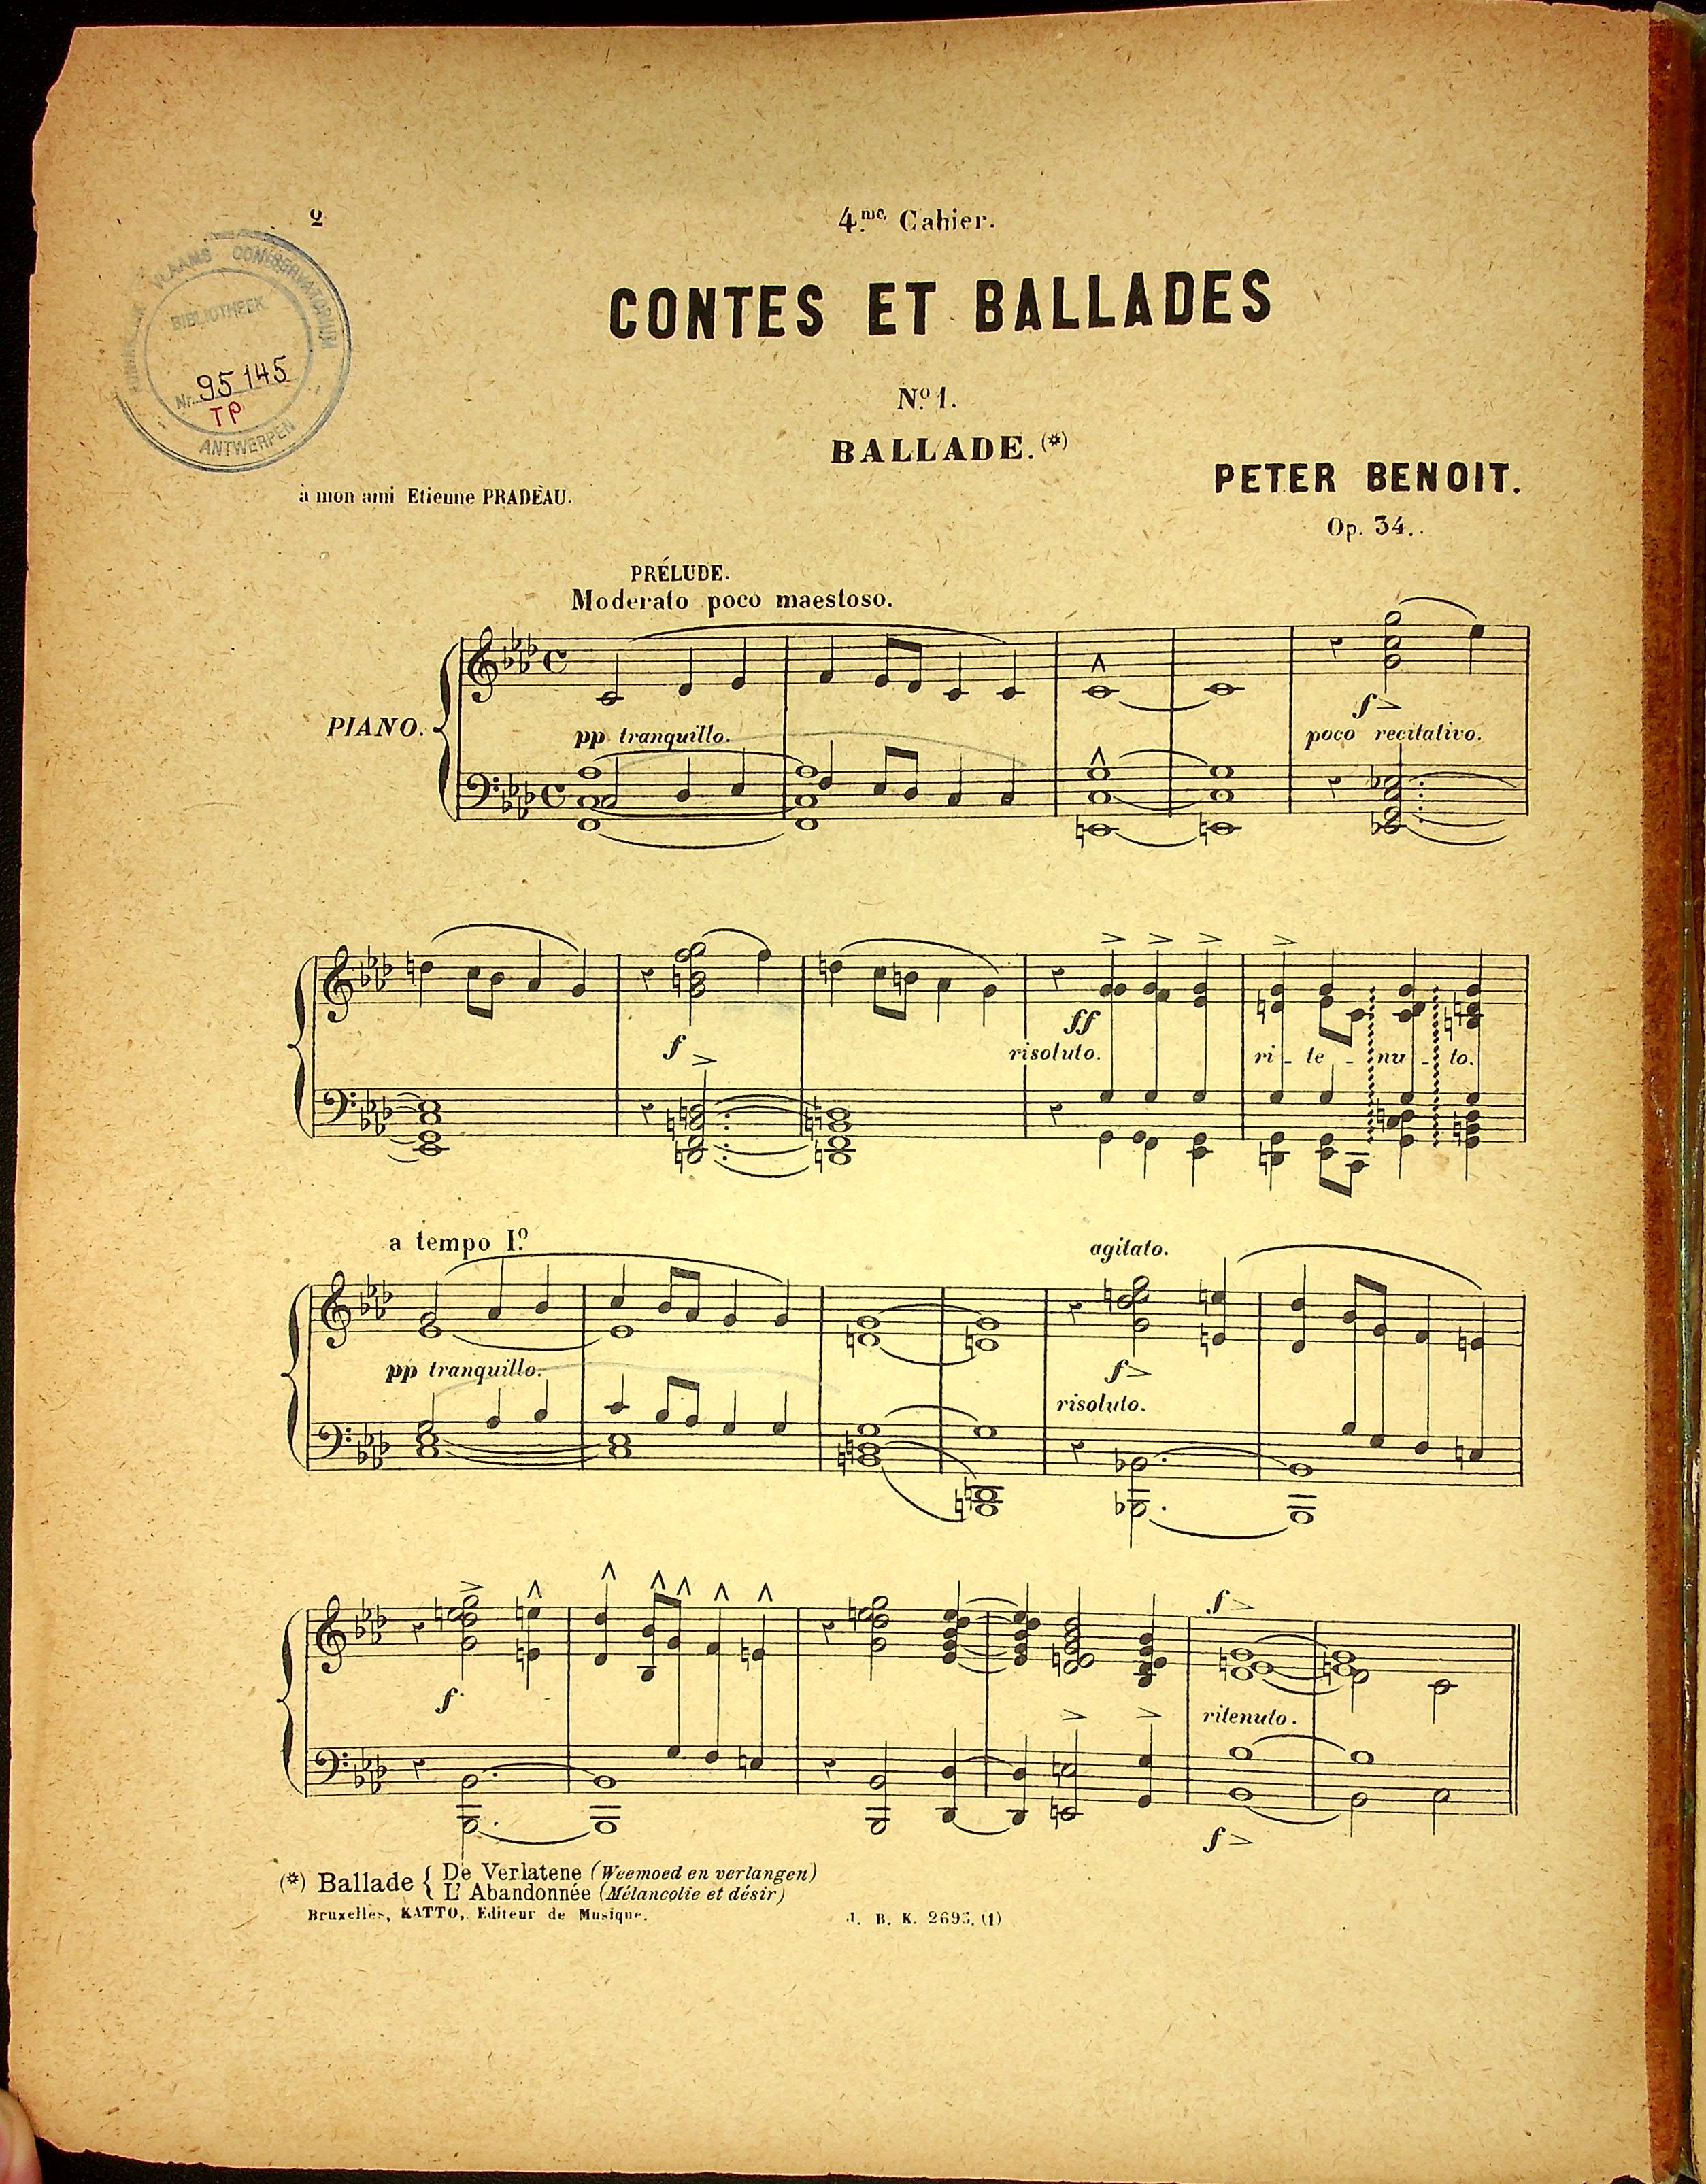 2
4.me Cahier.
KONINKLIJK VLAAMS CONSERVATORIUM
BIBLIOTHEEK
Nr. 95145
TP
ANTWERPEN
CONTES ET BALLADES
No. 1.
BALLADE. (*)
PETER BENOIT.
à mon ami Etienne PRADÈAU.
Op. 34..
PRÉLUDE.
Moderato poco maestoso.
PIANO.
pp tranquillo.
f
poco recitativo.
f
ff
risoluto.
ri - te - nu - to.
a tempo Io.
agitato.
pp tranquillo.
f
risoluto.
f
f
ritenuto.
f
(*) Ballade { De Verlatene (Weemoed en verlangen)
L'Abandonnée (Mélancolie et désir)
Bruxelles, KATTO, Editeur de Musique.
J. B. K. 2695. (1)